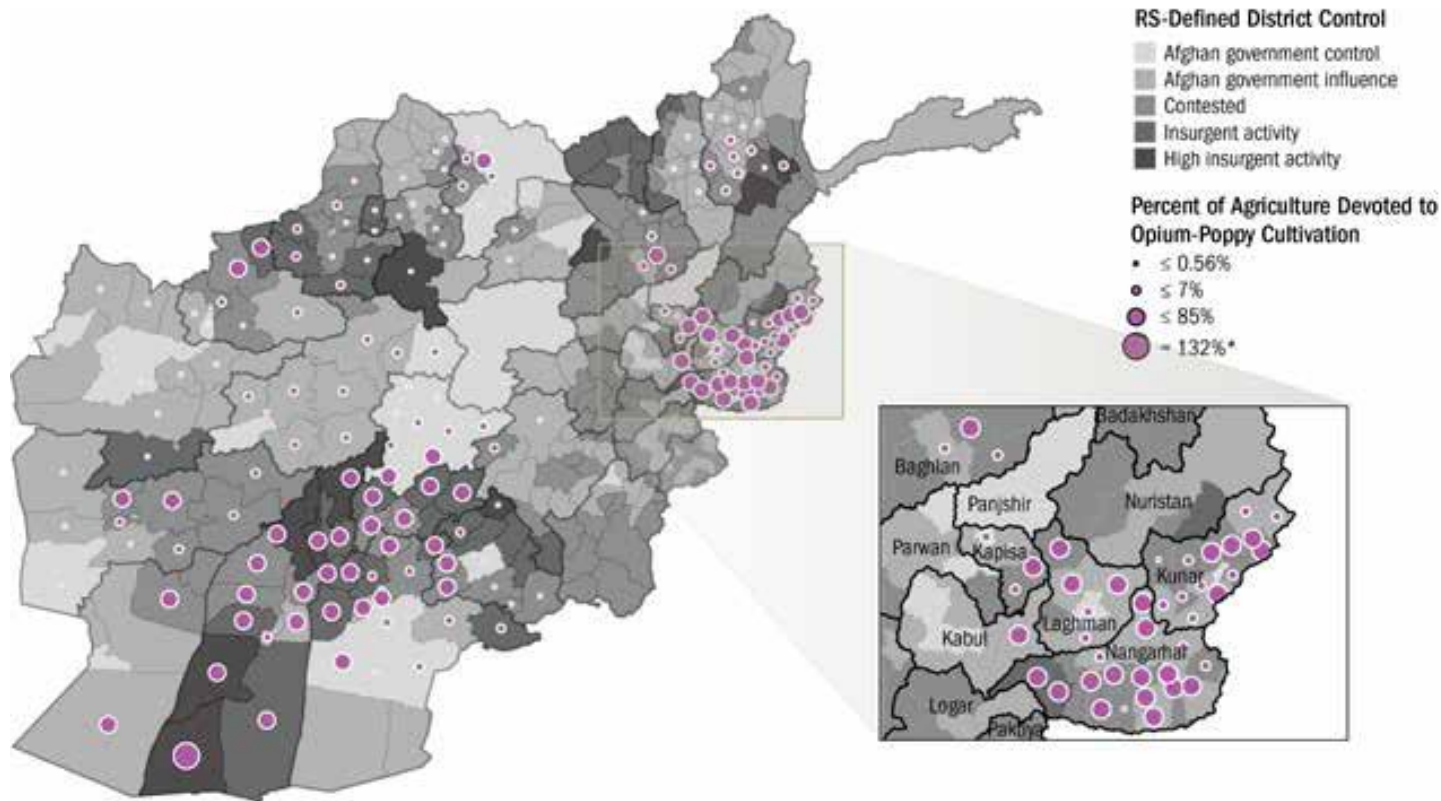 RS-Defined District Control
Afghan government control
Afghan government influence
Contested
Insurgent activity
High insurgent activity
Percent of Agriculture Devoted to
Opium-Poppy Cultivation
≤ 0.56%
≤ 7%
≤ 85%
= 132%*
Badakhshan
Baghlan
Panjshir
Nuristan
Parwan
Kapisa
Kunar
Kabul
Laghman
Nangarhar
Logar
Paktya